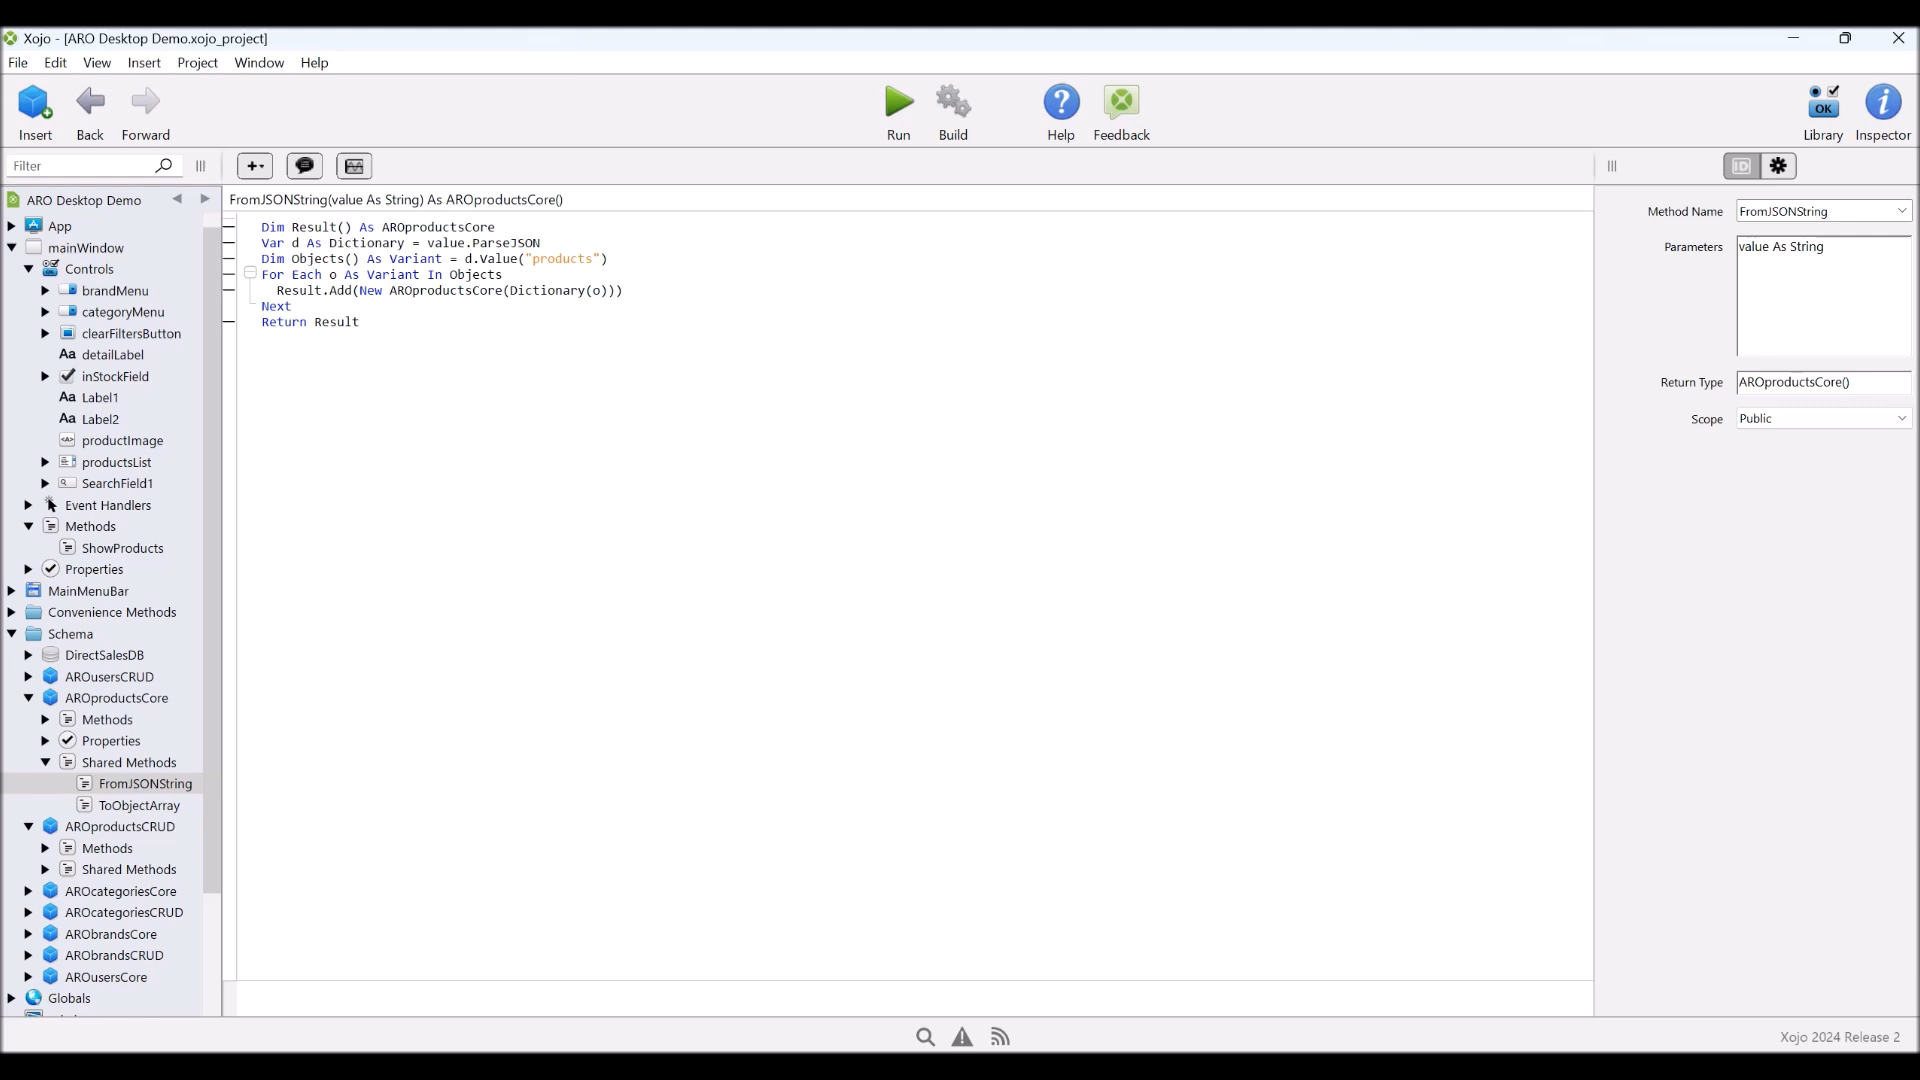 Xojo - [ARO Desktop Demo.xojo_project]
File Edit View Insert Project Window Help
Insert Back Forward Run Build Help Feedback OK Library Inspector
Filter
ID
ARO Desktop Demo
App
mainWindow
Controls
brandMenu
categoryMenu
clearFiltersButton
Aa detailLabel
inStockField
Aa Label1
Aa Label2
productImage
productsList
SearchField1
Event Handlers
Methods
ShowProducts
Properties
MainMenuBar
Convenience Methods
Schema
DirectSalesDB
AROusersCRUD
AROproductsCore
Methods
Properties
Shared Methods
FromJSONString
ToObjectArray
AROproductsCRUD
Methods
Shared Methods
AROcategoriesCore
AROcategoriesCRUD
ARObrandsCore
ARObrandsCRUD
AROusersCore
Globals
FromJSONString(value As String) As AROproductsCore()
Dim Result() As AROproductsCore
Var d As Dictionary = value.ParseJSON
Dim Objects() As Variant = d.Value("products")
For Each o As Variant In Objects
Result.Add(New AROproductsCore(Dictionary(o)))
Next
Return Result
Method Name FromJSONString
Parameters value As String
Return Type AROproductsCore()
Scope Public
Xojo 2024 Release 2